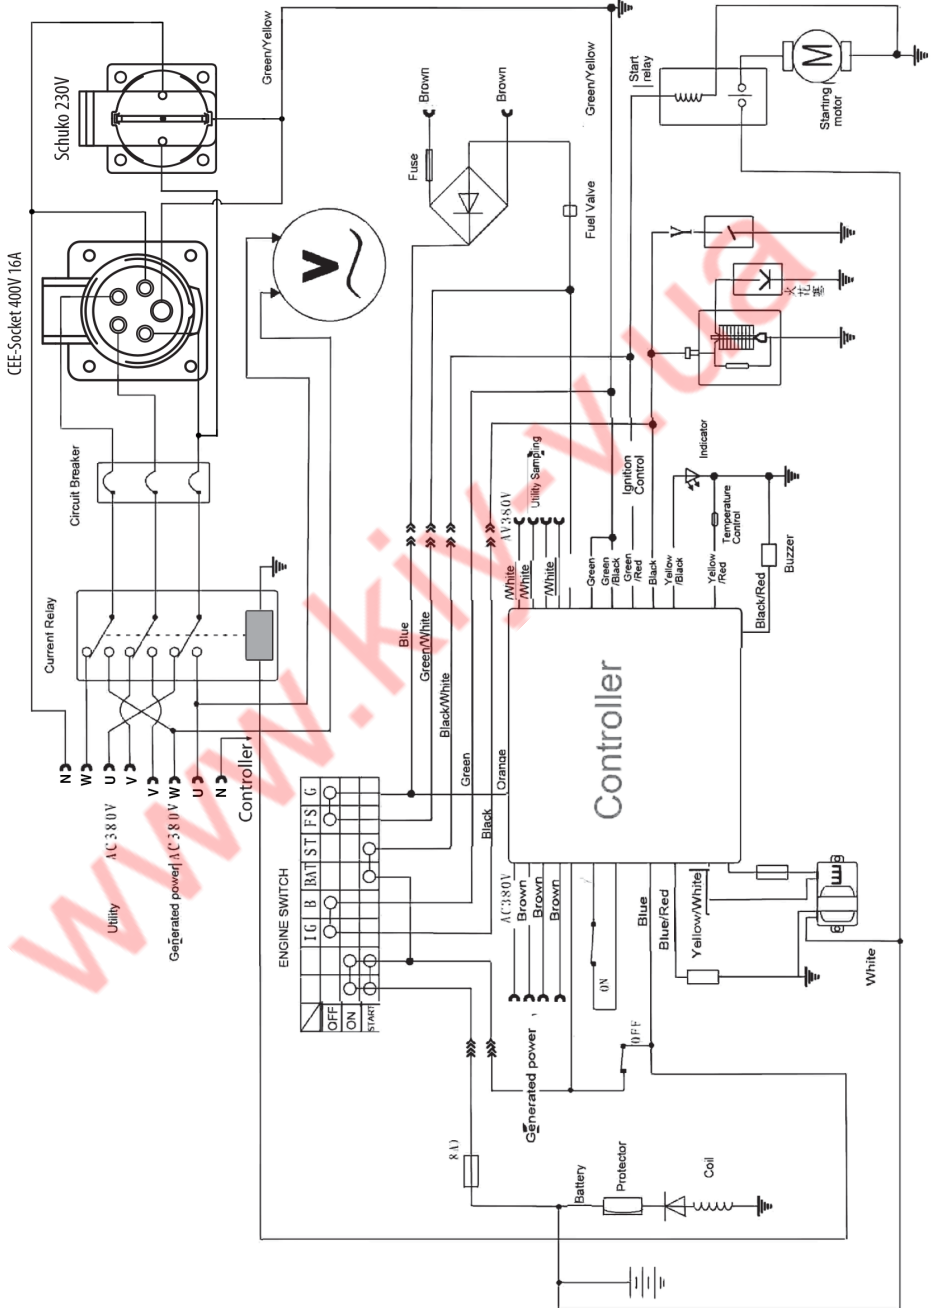 Schuko 230V
CEE-Socket 400V 16A
Circuit Breaker
Current Relay
N
W
U
V
V
W
U
N
Controller
Utility
AC380V
Generated power
AC380V
Green/Yellow
V
Brown
Brown
Fuse
Fuel Valve
Green/Yellow
Start
relay
M
Starting
motor
火花塞
Indicator
Ignition
Control
Temperature
Control
Buzzer
AV380V
Utility Sampling
/White
/White
/White
Green
Green
/Black
Green
/Red
Black
Yellow
/Black
Yellow
/Red
Black/Red
Blue
Green/White
Black/White
Green
Orange
Black
Controller
ENGINE SWITCH
IG
B
BAT
ST
FS
G
OFF
ON
START
AC380V
Brown
Brown
Brown
Generated power
ON
OFF
Blue
Blue/Red
Yellow/White
White
Battery
Protector
Coil
www.kiy-v.ua